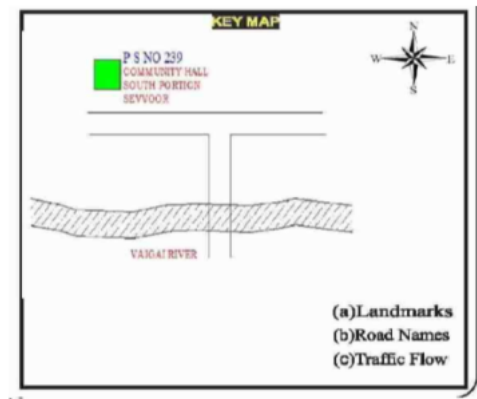 KEY MAP
N
P S NO 239
W E
COMMUNITY HALL
SOUTH PORTION
SEVVOOR
S
VAIGAI RIVER
(a)Landmarks
(b)Road Names
(c)Traffic Flow